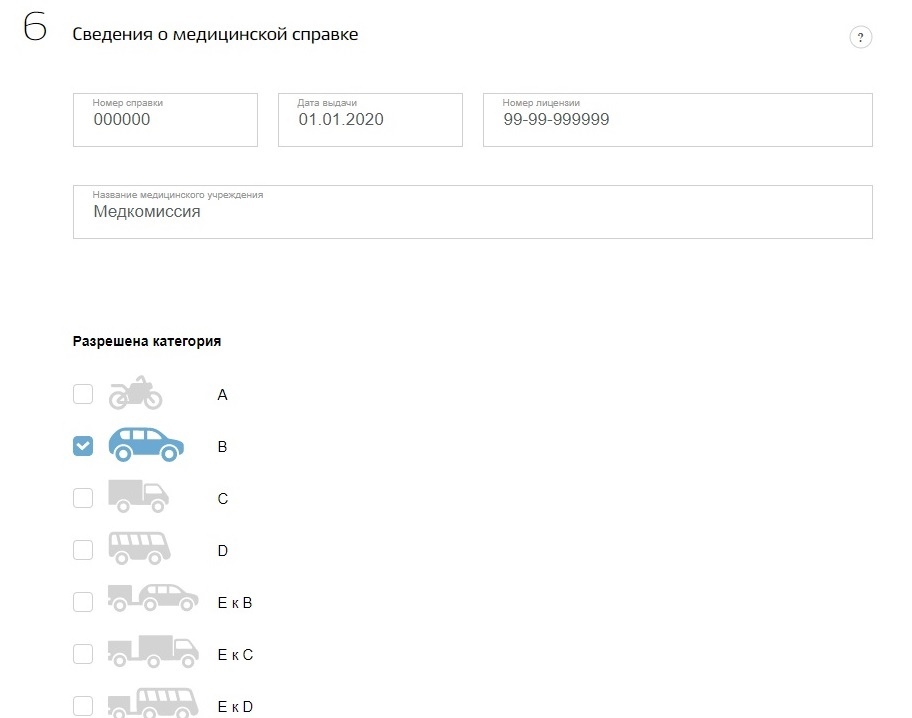 6
Сведения о медицинской справке
?
Номер справки
000000
Дата выдачи
01.01.2020
Номер лицензии
99-99-999999
Название медицинского учреждения
Медкомиссия
Разрешена категория
A
B
C
D
E к B
E к C
E к D